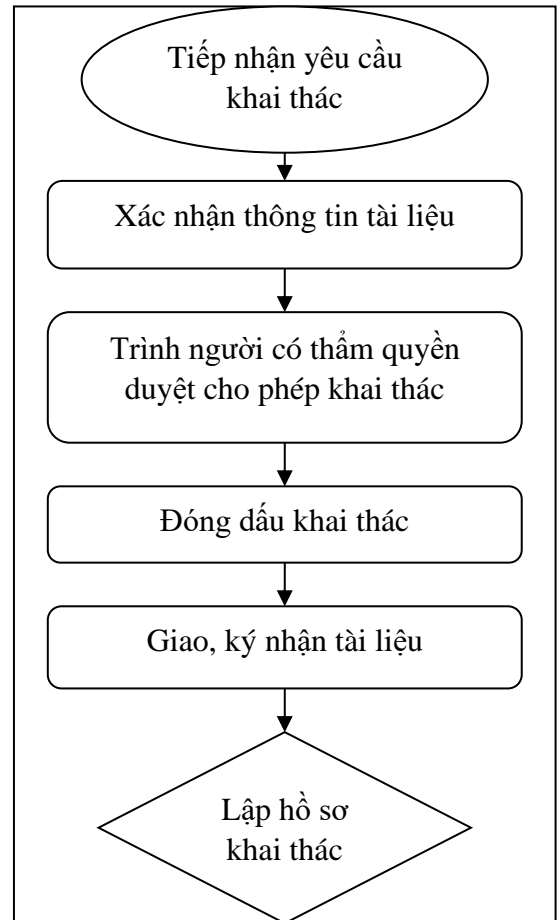 Tiếp nhận yêu cầu
khai thác
Xác nhận thông tin tài liệu
Trình người có thẩm quyền
duyệt cho phép khai thác
Đóng dấu khai thác
Giao, ký nhận tài liệu
Lập hồ sơ
khai thác